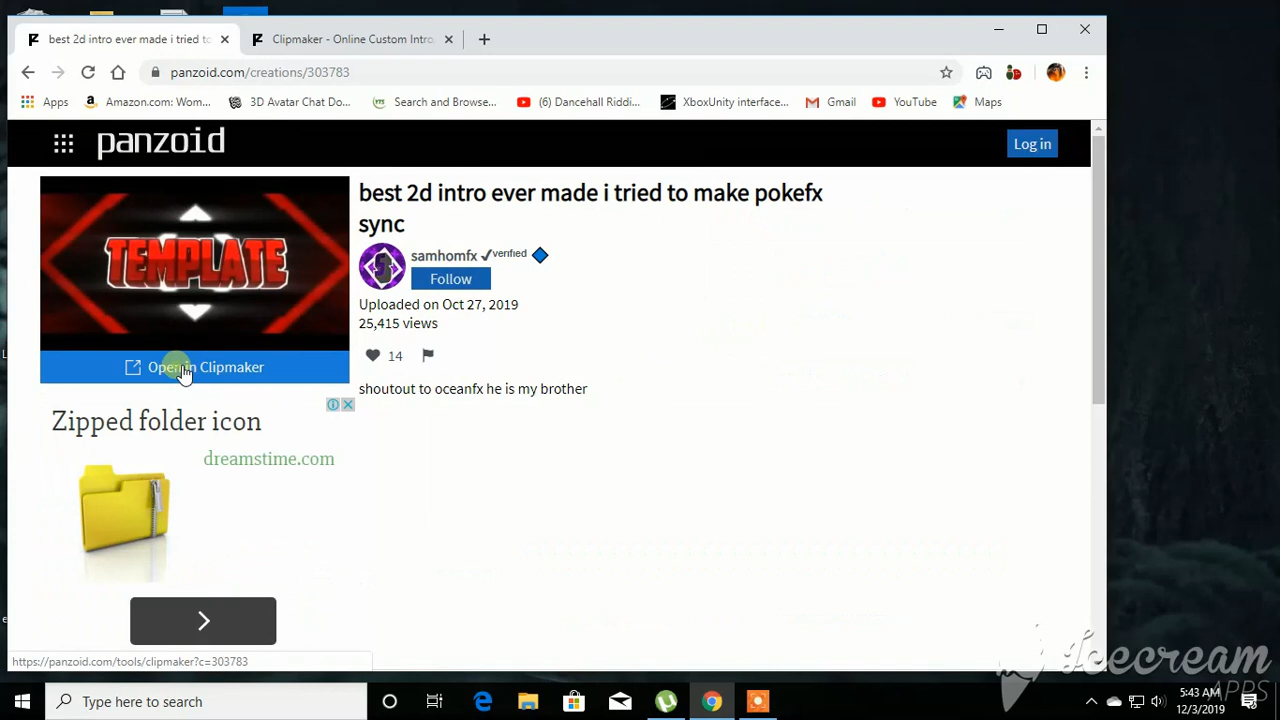 best 2d intro ever made i tried to
Clipmaker - Online Custom Intro,
panzoid.com/creations/303783
Apps
Amazon.com: Wom...
3D Avatar Chat Do...
Search and Browse...
(6) Dancehall Riddi...
XboxUnity interface...
Gmail
YouTube
Maps
panzoid
Log in
TEMPLATE
best 2d intro ever made i tried to make pokefx
sync
samhomfx ✓verified
Follow
Uploaded on Oct 27, 2019
25,415 views
14
shoutout to oceanfx he is my brother
Open in Clipmaker
Zipped folder icon
dreamstime.com
https://panzoid.com/tools/clipmaker?c=303783
Icecream
APPS
Type here to search
5:43 AM
12/3/2019